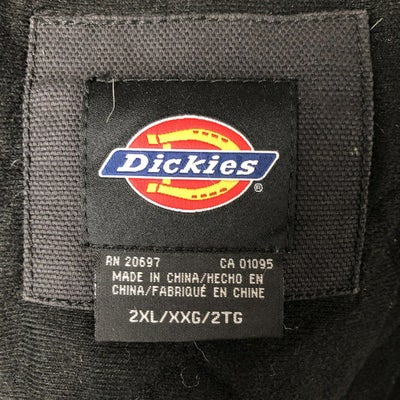 Dickies®
RN 20697 CA 01095
MADE IN CHINA/HECHO EN
CHINA/FABRIQUÉ EN CHINE
2XL/XXG/2TG